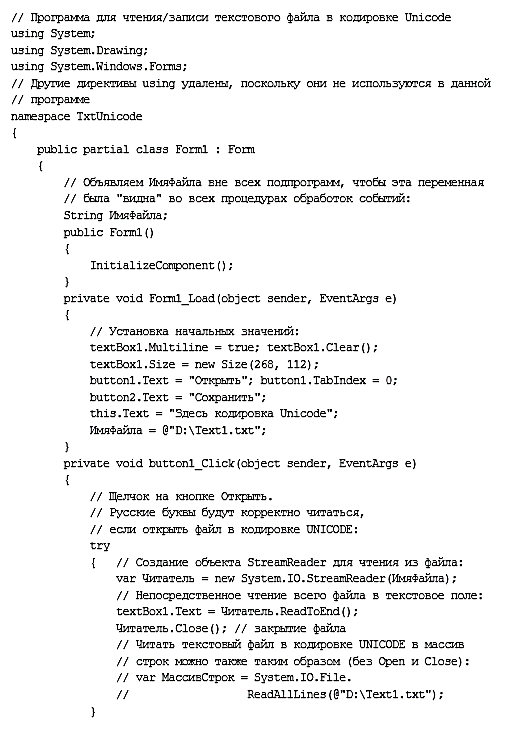 // Программа для чтения/записи текстового файла в кодировке Unicode
using System;
using System.Drawing;
using System.Windows.Forms;
// Другие директивы using удалены, поскольку они не используются в данной
// программе
namespace TxtUnicode
{
    public partial class Form1 : Form
    {
        // Объявляем ИмяФайла вне всех подпрограмм, чтобы эта переменная
        // была "видна" во всех процедурах обработок событий:
        String ИмяФайла;
        public Form1()
        {
            InitializeComponent();
        }
        private void Form1_Load(object sender, EventArgs e)
        {
            // Установка начальных значений:
            textBox1.Multiline = true; textBox1.Clear();
            textBox1.Size = new Size(268, 112);
            button1.Text = "Открыть"; button1.TabIndex = 0;
            button2.Text = "Сохранить";
            this.Text = "Здесь кодировка Unicode";
            ИмяФайла = @"D:\Text1.txt";
        }
        private void button1_Click(object sender, EventArgs e)
        {
            // Щелчок на кнопке Открыть.
            // Русские буквы будут корректно читаться,
            // если открыть файл в кодировке UNICODE:
            try
            {   // Создание объекта StreamReader для чтения из файла:
                var Читатель = new System.IO.StreamReader(ИмяФайла);
                // Непосредственное чтение всего файла в текстовое поле:
                textBox1.Text = Читатель.ReadToEnd();
                Читатель.Close(); // закрытие файла
                // Читать текстовый файл в кодировке UNICODE в массив
                // строк можно также таким образом (без Open и Close):
                // var МассивСтрок = System.IO.File.
                //                  ReadAllLines(@"D:\Text1.txt");
            }